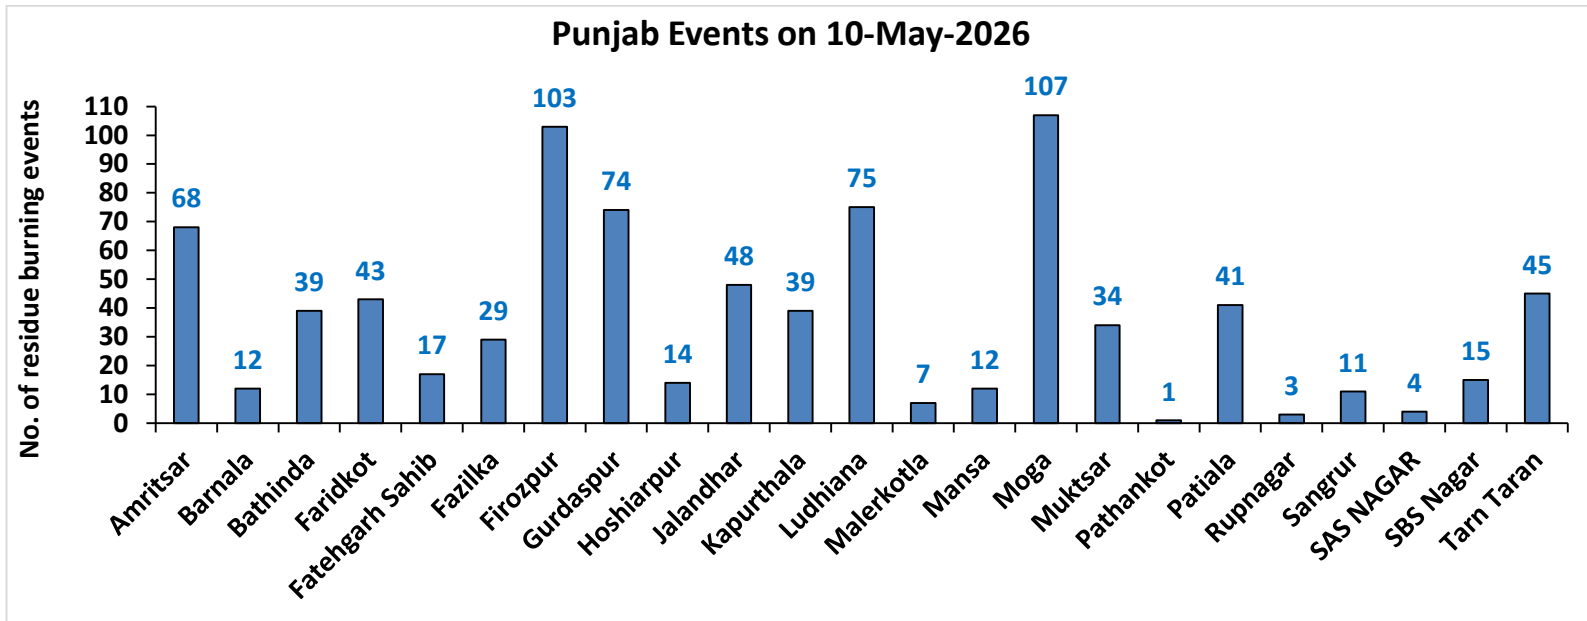 Punjab Events on 10-May-2026
No. of residue burning events
110
100
90
80
70
60
50
40
30
20
10
0
68
12
39
43
17
29
103
74
14
48
39
75
7
12
107
34
1
41
3
11
4
15
45
Amritsar
Barnala
Bathinda
Faridkot
Fatehgarh Sahib
Fazilka
Firozpur
Gurdaspur
Hoshiarpur
Jalandhar
Kapurthala
Ludhiana
Malerkotla
Mansa
Moga
Muktsar
Pathankot
Patiala
Rupnagar
Sangrur
SAS NAGAR
SBS Nagar
Tarn Taran